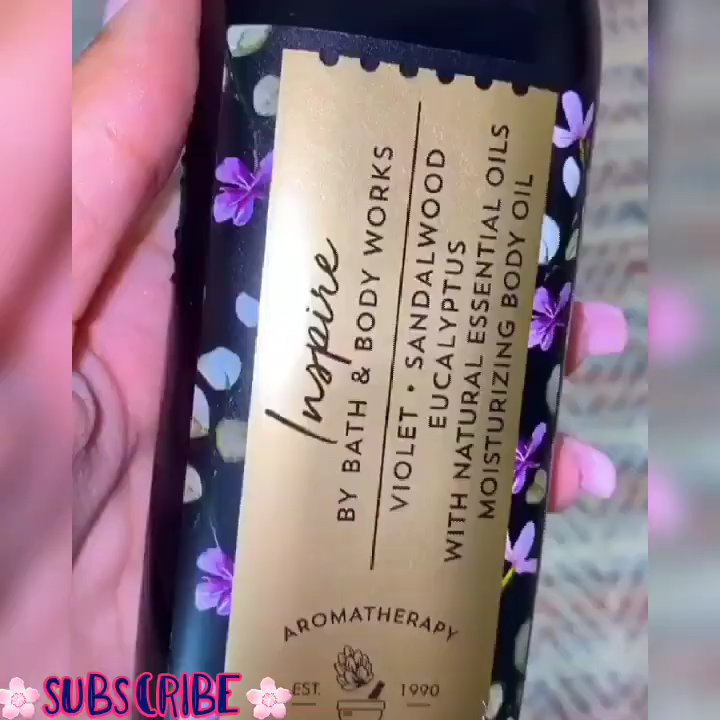 Inspire
BY BATH & BODY WORKS
VIOLET • SANDALWOOD
EUCALYPTUS
WITH NATURAL ESSENTIAL OILS
MOISTURIZING BODY OIL
AROMATHERAPY
EST. 1990
SUBSCRIBE